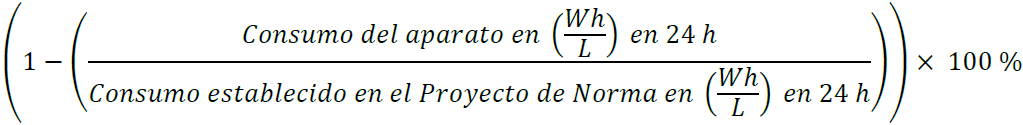 (1 − (Consumo del aparato en (Wh/L) en 24 h / Consumo establecido en el Proyecto de Norma en (Wh/L) en 24 h)) × 100 %